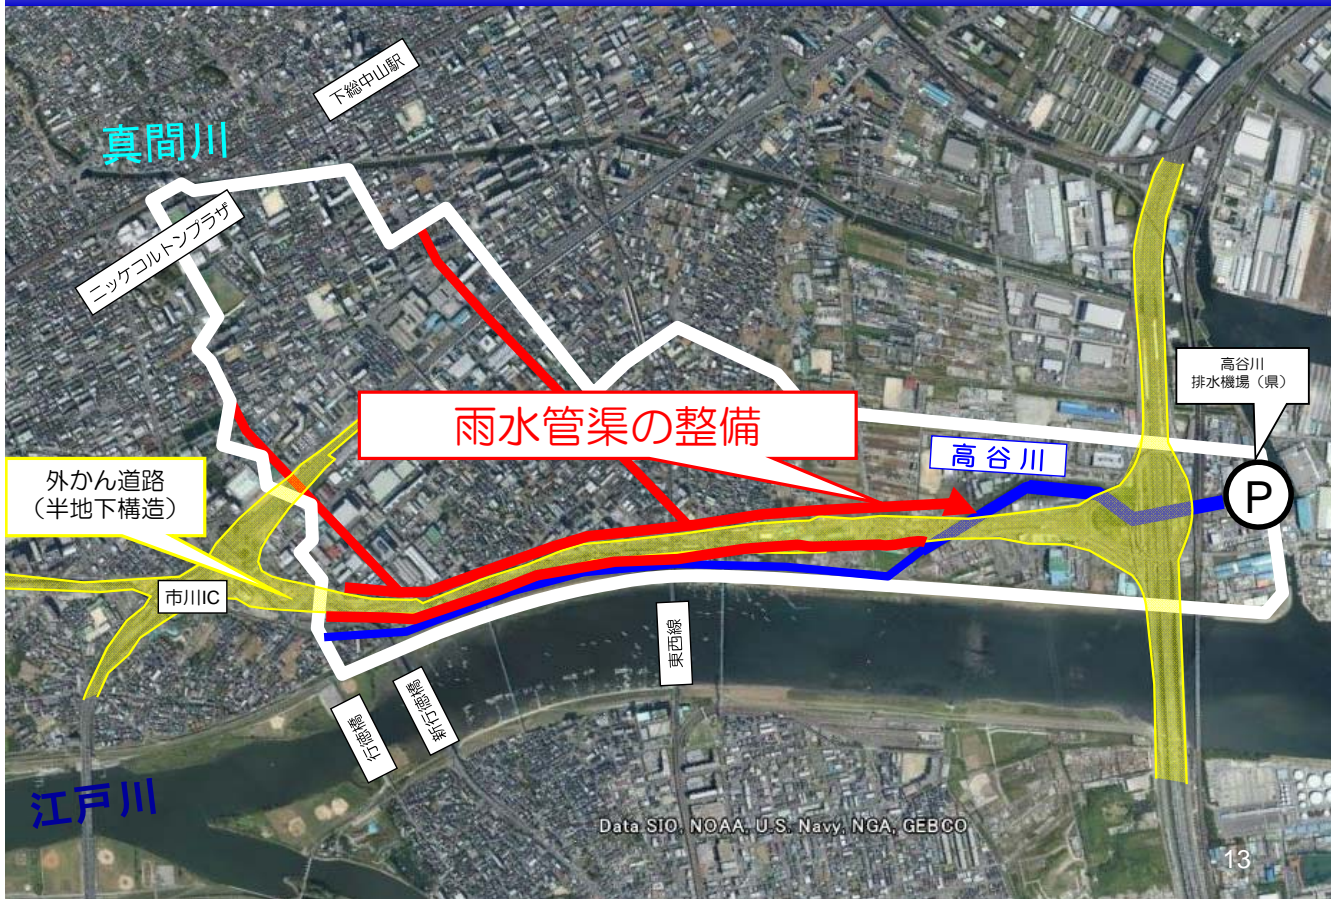 下総中山駅
真間川
ニッケコルトンプラザ
高谷川
排水機場（県）
雨水管渠の整備
高谷川
外かん道路
（半地下構造）
P
市川IC
東西線
新行徳橋
行徳橋
江戸川
Data SIO, NOAA, U.S. Navy, NGA, GEBCO
13